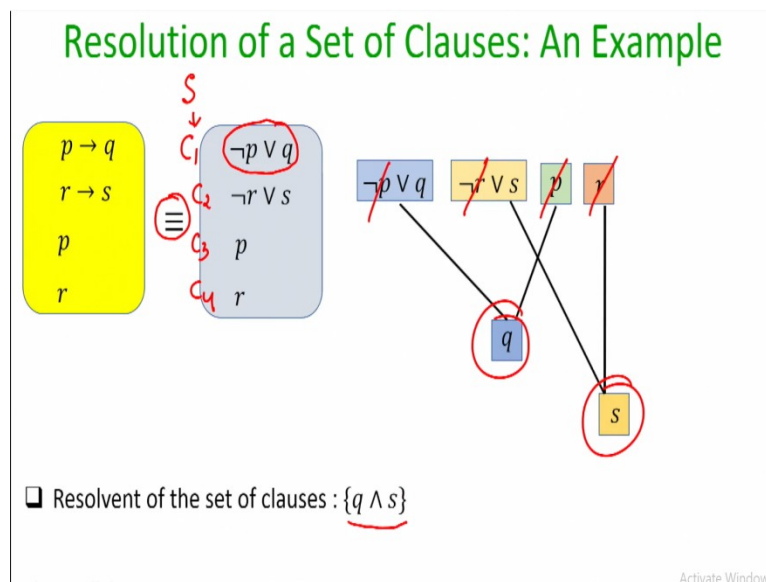 Resolution of a Set of Clauses: An Example
S
↓
p → q
r → s
p
r
≡
C1 ¬p ∨ q
C2 ¬r ∨ s
C3 p
C4 r
¬p ∨ q ¬r ∨ s p r
q
s
❑ Resolvent of the set of clauses : {q ∧ s}
Activate Window